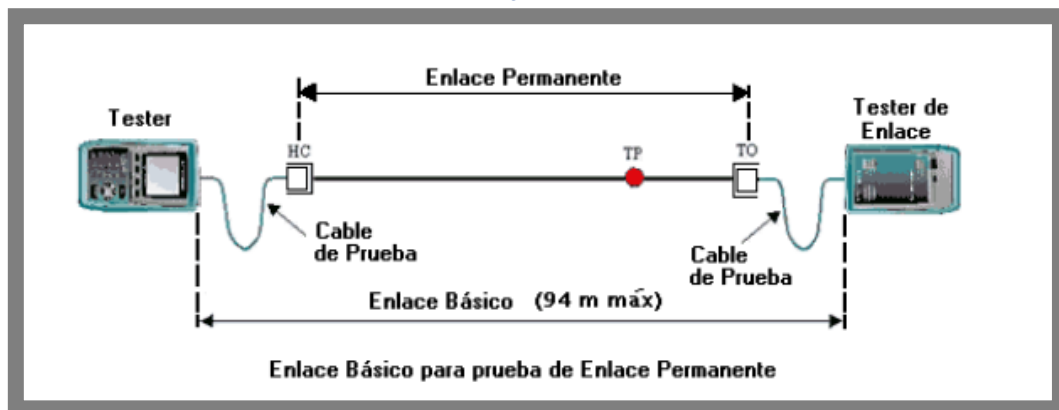 Enlace Permanente
Tester
Tester de
Enlace
HC
TP
TO
Cable
de Prueba
Cable
de Prueba
Enlace Básico (94 m máx)
Enlace Básico para prueba de Enlace Permanente